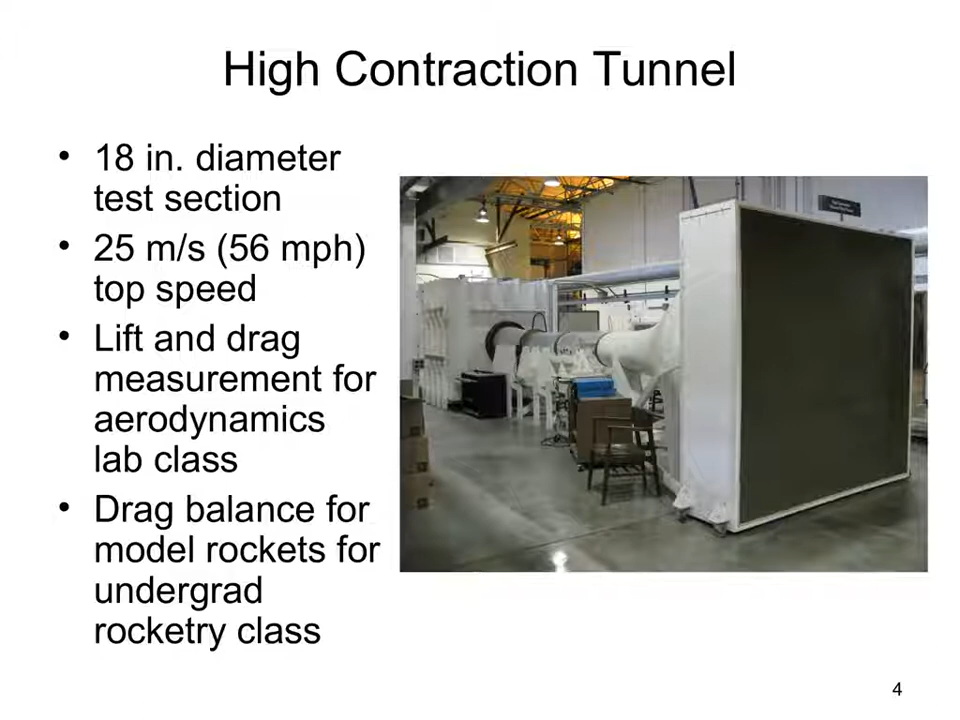 High Contraction Tunnel
• 18 in. diameter
test section
• 25 m/s (56 mph)
top speed
• Lift and drag
measurement for
aerodynamics
lab class
• Drag balance for
model rockets for
undergrad
rocketry class
4